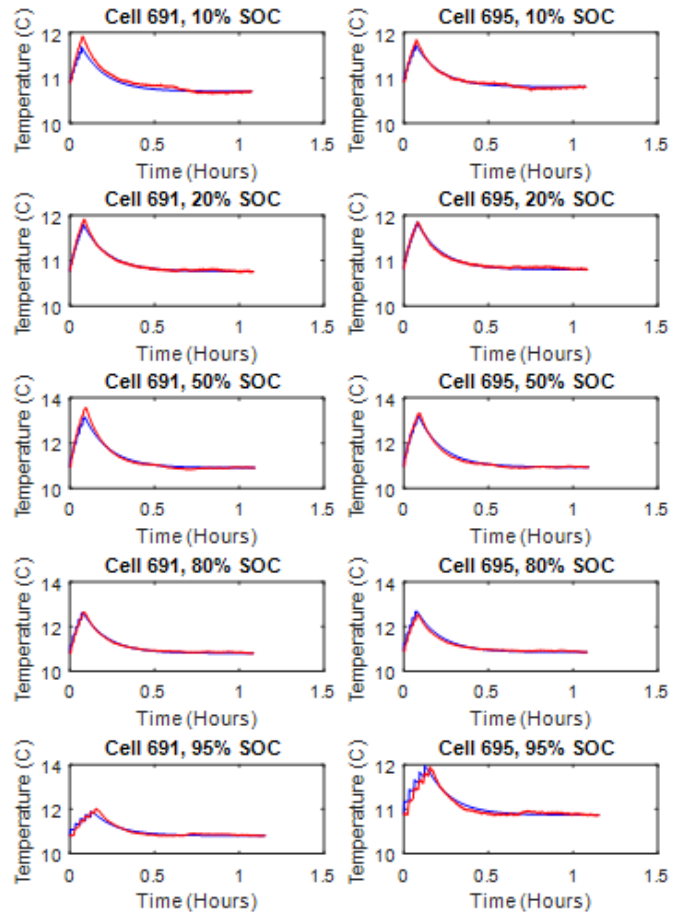 Cell 691, 10% SOC
Temperature (C)
12
11
10
0 0.5 1 1.5
Time (Hours)
Cell 695, 10% SOC
Temperature (C)
12
11
10
0 0.5 1 1.5
Time (Hours)
Cell 691, 20% SOC
Temperature (C)
12
11
10
0 0.5 1 1.5
Time (Hours)
Cell 695, 20% SOC
Temperature (C)
12
11
10
0 0.5 1 1.5
Time (Hours)
Cell 691, 50% SOC
Temperature (C)
14
12
10
0 0.5 1 1.5
Time (Hours)
Cell 695, 50% SOC
Temperature (C)
14
12
10
0 0.5 1 1.5
Time (Hours)
Cell 691, 80% SOC
Temperature (C)
14
12
10
0 0.5 1 1.5
Time (Hours)
Cell 695, 80% SOC
Temperature (C)
14
12
10
0 0.5 1 1.5
Time (Hours)
Cell 691, 95% SOC
Temperature (C)
14
12
10
0 0.5 1 1.5
Time (Hours)
Cell 695, 95% SOC
Temperature (C)
12
11
10
0 0.5 1 1.5
Time (Hours)